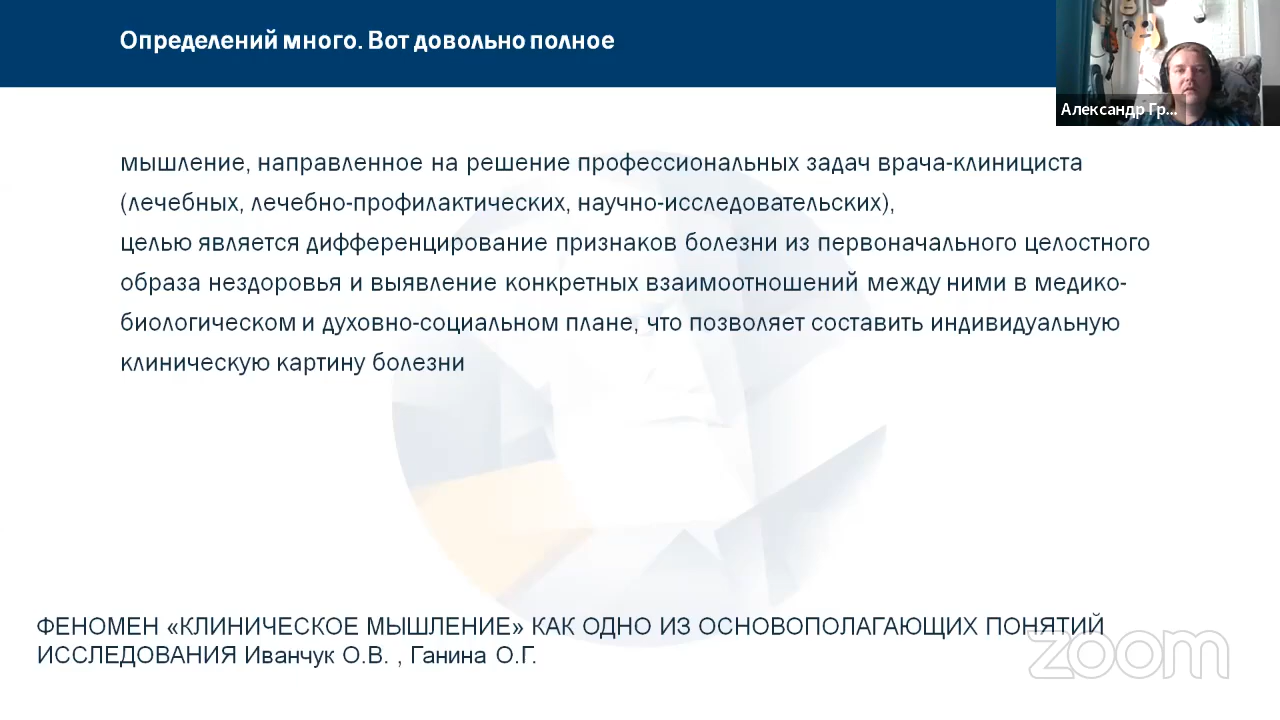 Определений много. Вот довольно полное
Александр Гр...
мышление, направленное на решение профессиональных задач врача-клинициста
(лечебных, лечебно-профилактических, научно-исследовательских),
целью является дифференцирование признаков болезни из первоначального целостного
образа нездоровья и выявление конкретных взаимоотношений между ними в медико-
биологическом и духовно-социальном плане, что позволяет составить индивидуальную
клиническую картину болезни
ФЕНОМЕН «КЛИНИЧЕСКОЕ МЫШЛЕНИЕ» КАК ОДНО ИЗ ОСНОВОПОЛАГАЮЩИХ ПОНЯТИЙ
ИССЛЕДОВАНИЯ Иванчук О.В. , Ганина О.Г.
zoom